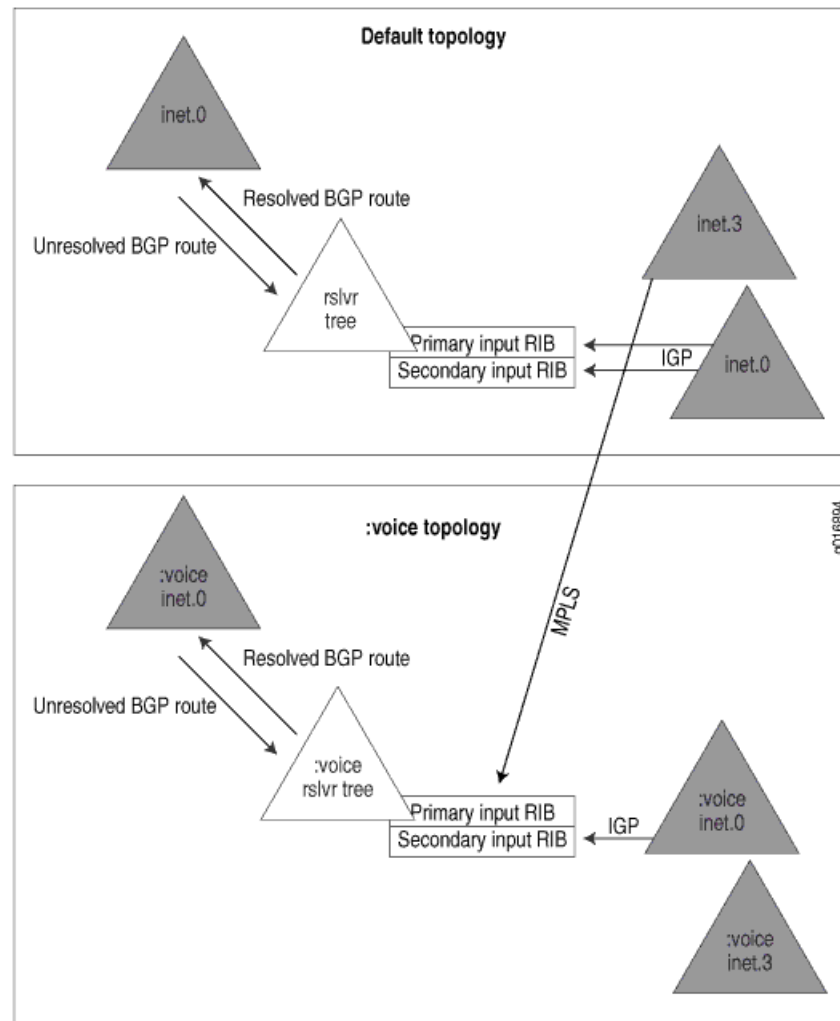 Default topology
inet.0
Resolved BGP route
Unresolved BGP route
rslvr
tree
Primary input RIB
Secondary input RIB
IGP
inet.3
inet.0
MPLS
:voice topology
g016894
:voice
inet.0
Resolved BGP route
Unresolved BGP route
:voice
rslvr tree
Primary input RIB
Secondary input RIB
IGP
:voice
inet.0
:voice
inet.3